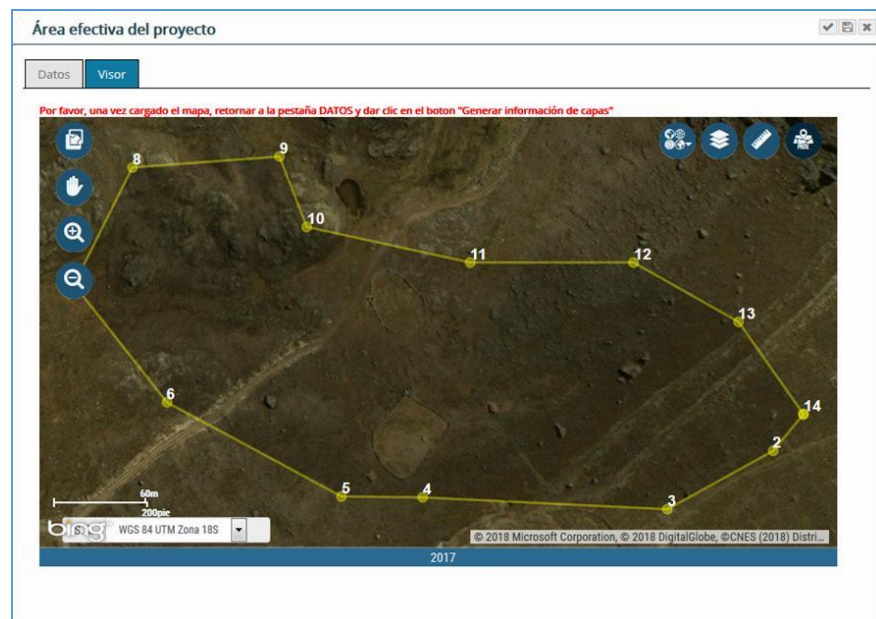 Área efectiva del proyecto
Datos
Visor
Por favor, una vez cargado el mapa, retornar a la pestaña DATOS y dar clic en el boton "Generar información de capas"
8
9
10
11
12
13
14
6
2
5
4
3
60m
200pie
bing
WGS 84 UTM Zona 18S
© 2018 Microsoft Corporation, © 2018 DigitalGlobe, ©CNES (2018) Distri...
2017